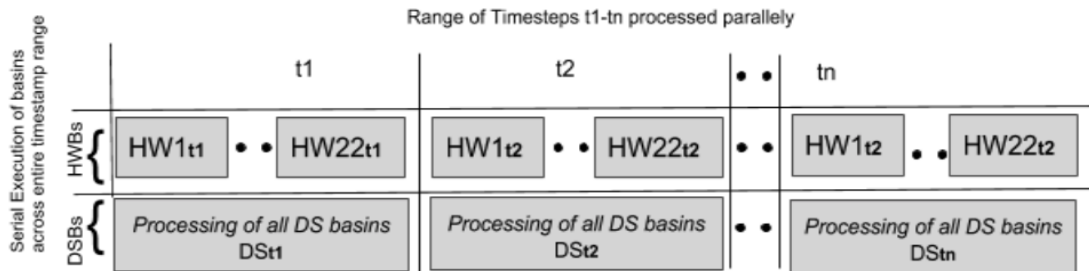 Range of Timesteps t1-tn processed parallely
Serial Execution of basins
across entire timestamp range
t1
t2
tn
HWBs
HW1t1
HW22t1
HW1t2
HW22t2
HW1t2
HW22t2
DSBs
Processing of all DS basins
DSt1
Processing of all DS basins
DSt2
Processing of all DS basins
DStn